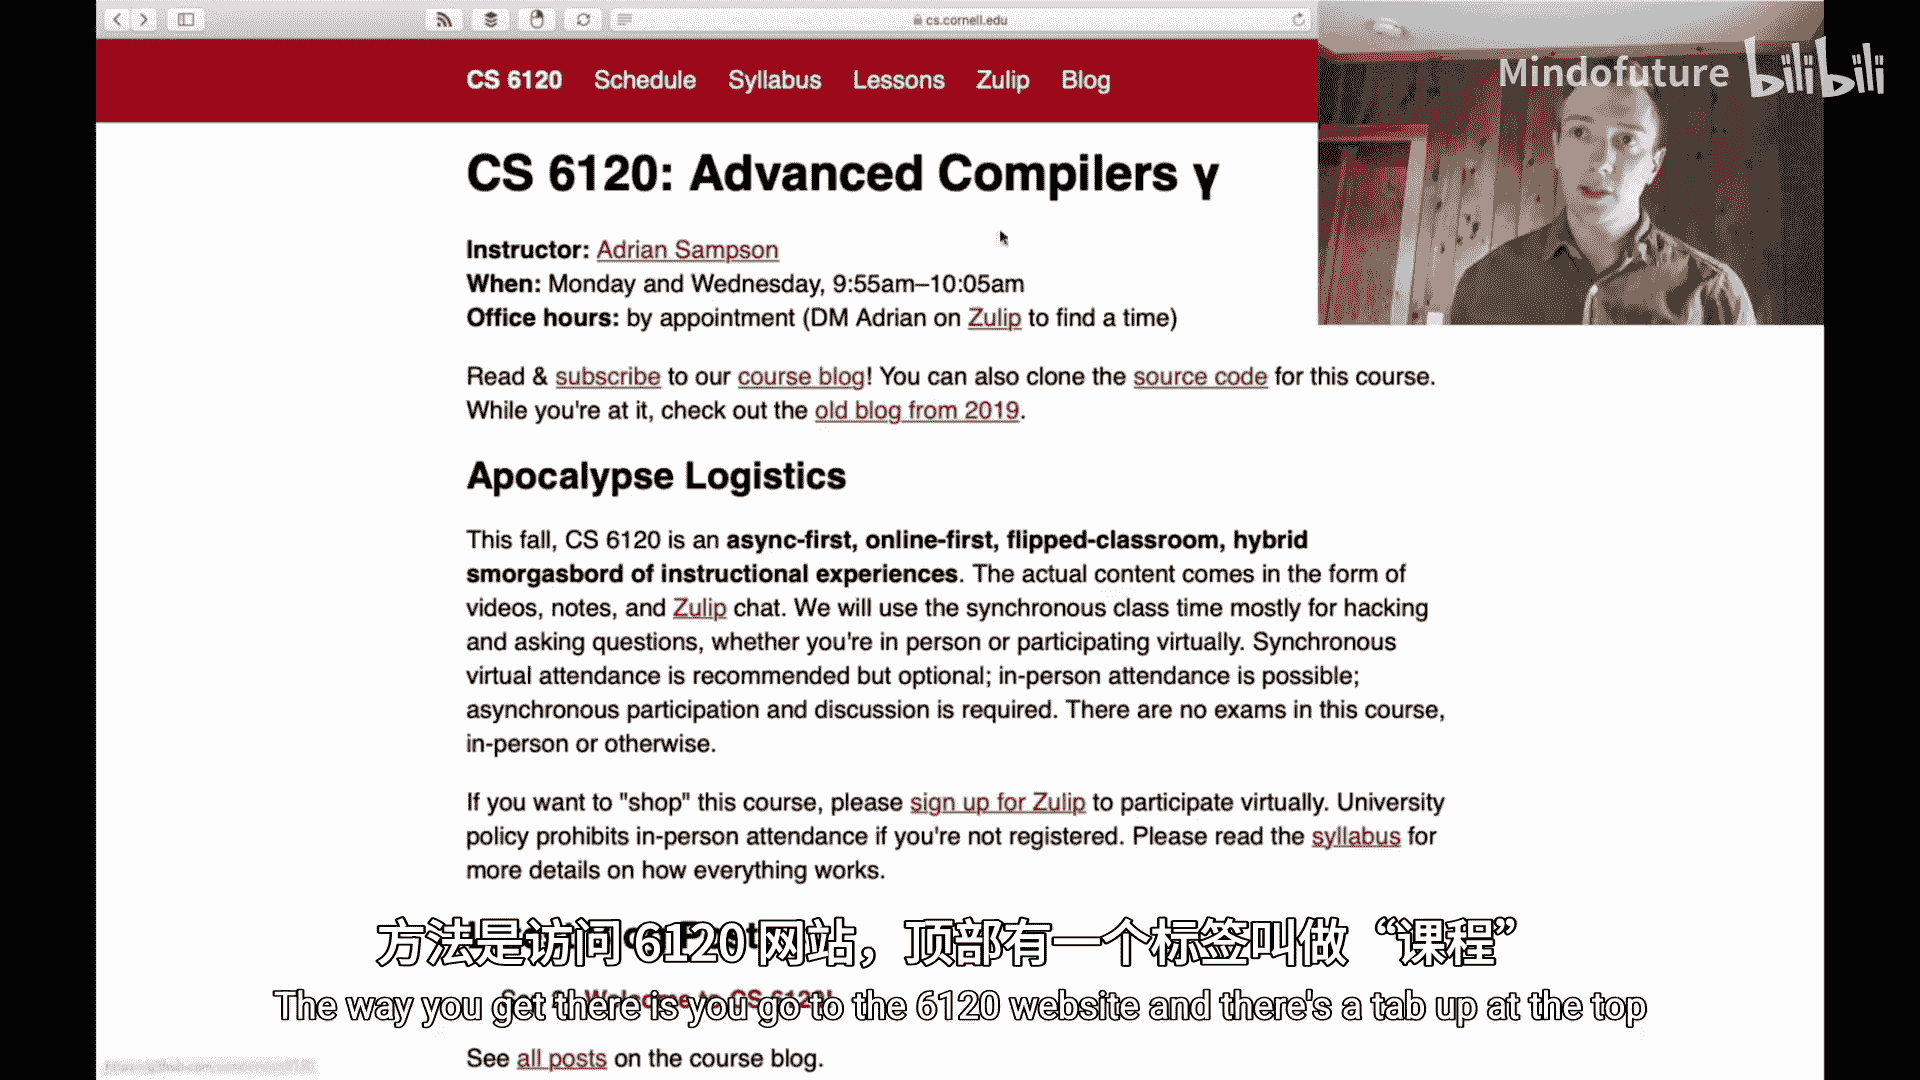 cs.cornell.edu
Mindofuture bilibili
CS 6120 Schedule Syllabus Lessons Zulip Blog
CS 6120: Advanced Compilers γ
Instructor: Adrian Sampson
When: Monday and Wednesday, 9:55am–10:05am
Office hours: by appointment (DM Adrian on Zulip to find a time)
Read & subscribe to our course blog! You can also clone the source code for this course.
While you're at it, check out the old blog from 2019.
Apocalypse Logistics
This fall, CS 6120 is an async-first, online-first, flipped-classroom, hybrid
smorgasbord of instructional experiences. The actual content comes in the form of
videos, notes, and Zulip chat. We will use the synchronous class time mostly for hacking
and asking questions, whether you're in person or participating virtually. Synchronous
virtual attendance is recommended but optional; in-person attendance is possible;
asynchronous participation and discussion is required. There are no exams in this course,
in-person or otherwise.
If you want to "shop" this course, please sign up for Zulip to participate virtually. University
policy prohibits in-person attendance if you're not registered. Please read the syllabus for
more details on how everything works.
方法是访问 6120 网站，顶部有一个标签叫做“课程”
Welcome to CS 6120!
The way you get there is you go to the 6120 website and there's a tab up at the top
See all posts on the course blog.